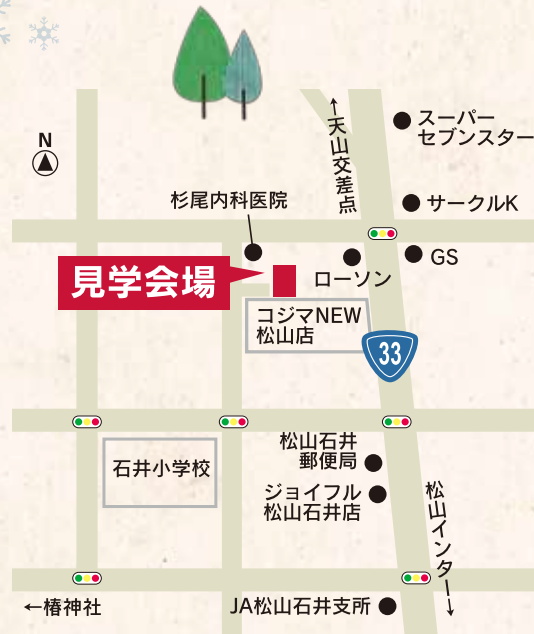 スーパー
セブンスター
↑天山交差点
N
杉尾内科医院
サークルK
GS
見学会場
ローソン
コジマNEW
松山店
33
松山石井
郵便局
石井小学校
ジョイフル
松山石井店
松山インター→
←椿神社
JA松山石井支所